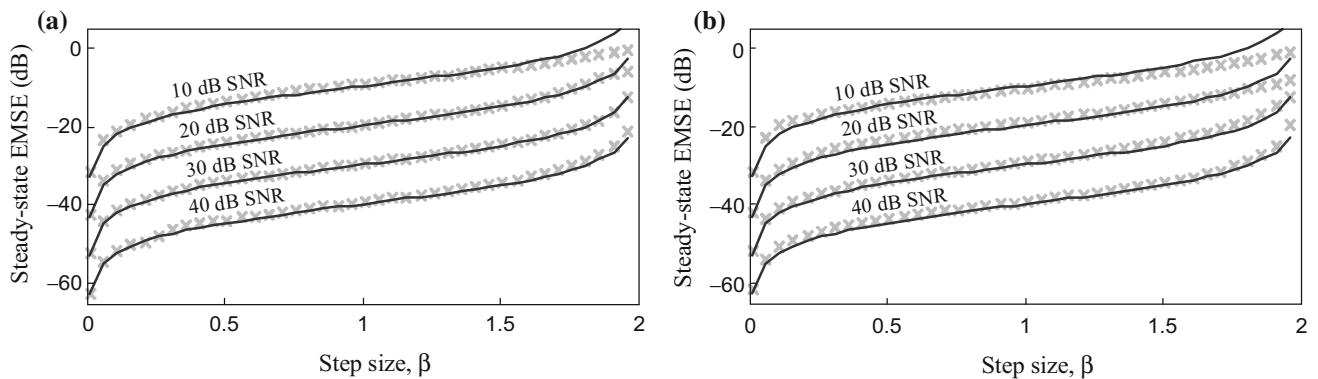 (a)
Steady-state EMSE (dB)
0
−20
−40
−60
10 dB SNR
20 dB SNR
30 dB SNR
40 dB SNR
0
0.5
1
1.5
2
Step size, β
(b)
Steady-state EMSE (dB)
0
−20
−40
−60
10 dB SNR
20 dB SNR
30 dB SNR
40 dB SNR
0
0.5
1
1.5
2
Step size, β